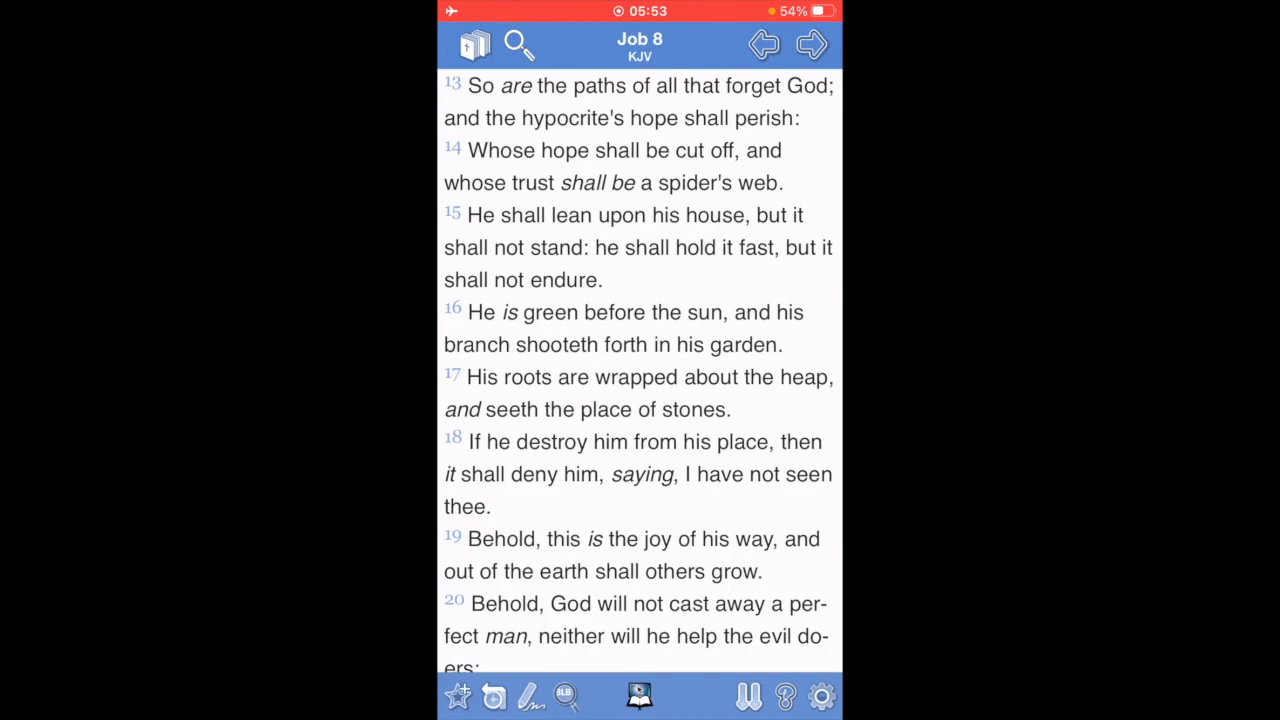 05:53
54%
Job 8
KJV
13 So are the paths of all that forget God;
and the hypocrite's hope shall perish:
14 Whose hope shall be cut off, and
whose trust shall be a spider's web.
15 He shall lean upon his house, but it
shall not stand: he shall hold it fast, but it
shall not endure.
16 He is green before the sun, and his
branch shooteth forth in his garden.
17 His roots are wrapped about the heap,
and seeth the place of stones.
18 If he destroy him from his place, then
it shall deny him, saying, I have not seen
thee.
19 Behold, this is the joy of his way, and
out of the earth shall others grow.
20 Behold, God will not cast away a per-
fect man, neither will he help the evil do-
ers:
BLB